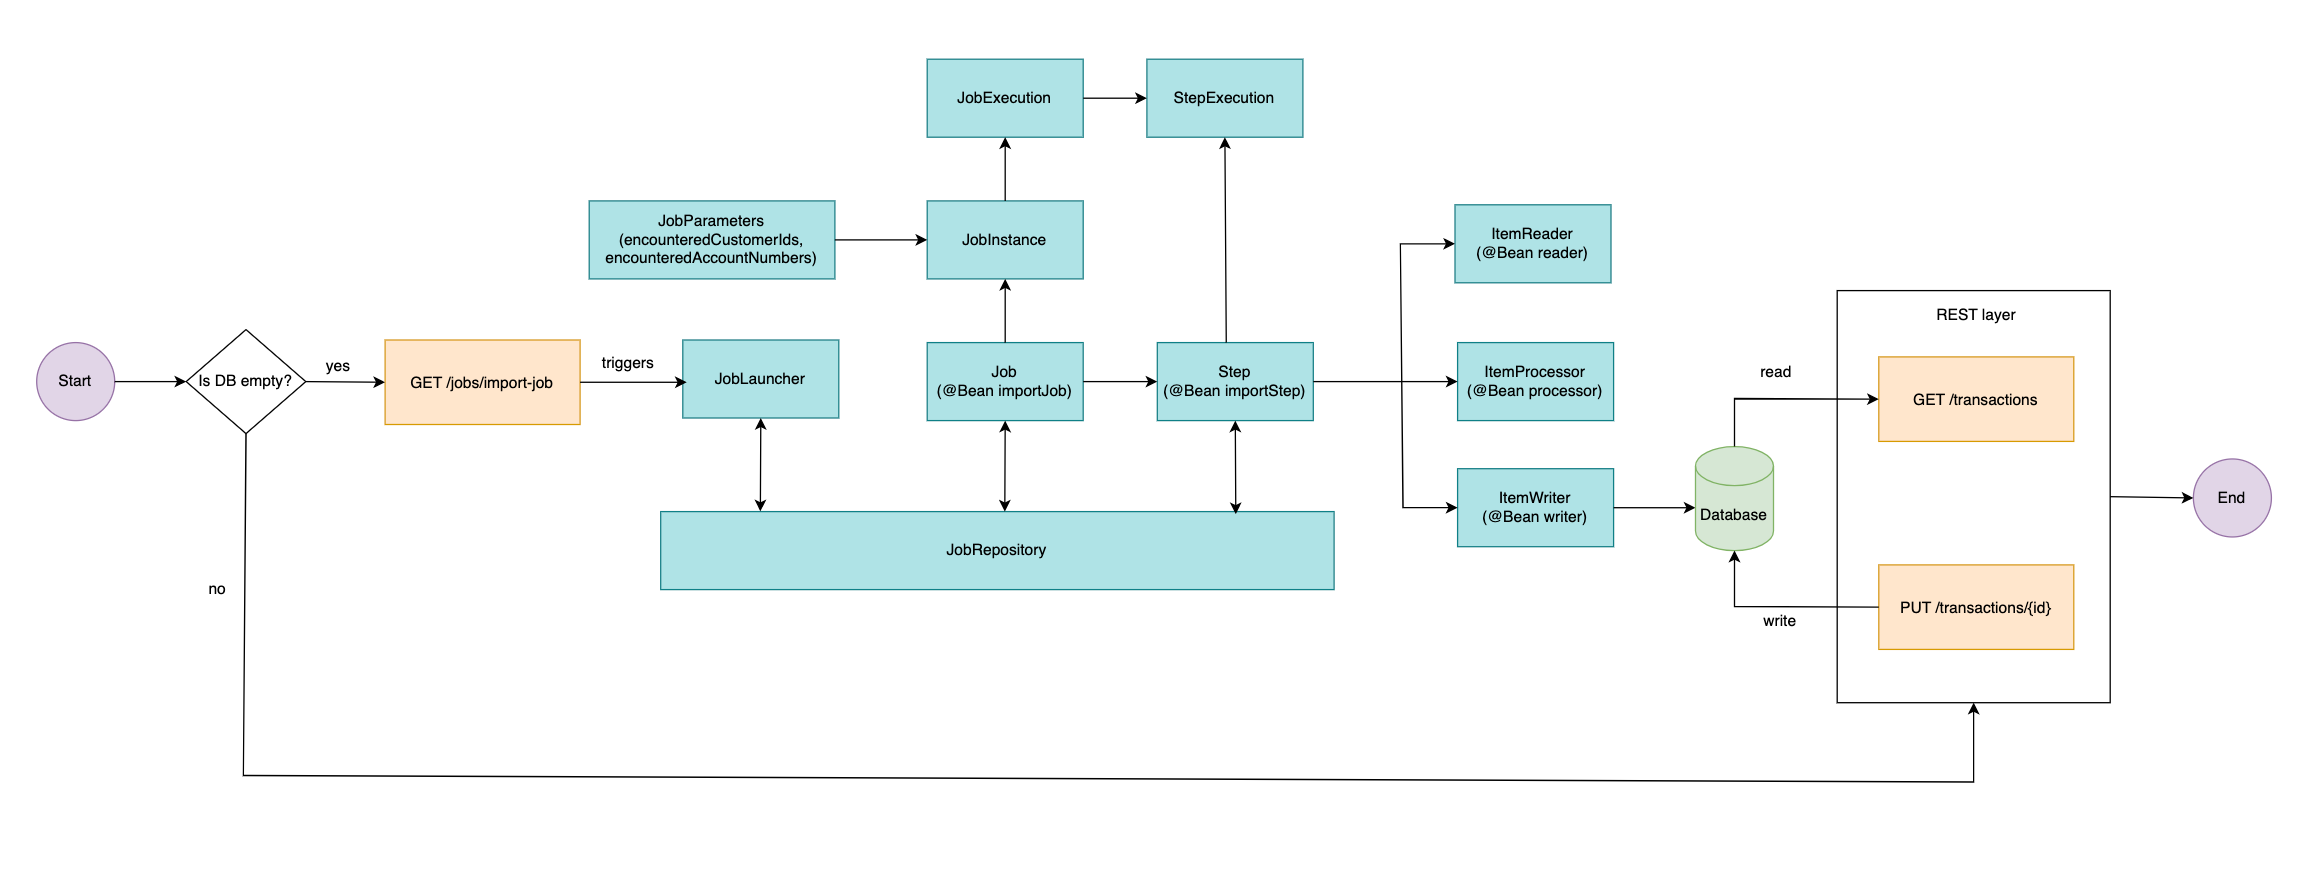 JobExecution
StepExecution
JobParameters
(encounteredCustomerIds,
encounteredAccountNumbers)
JobInstance
ItemReader
(@Bean reader)
REST layer
Start
Is DB empty?
yes
GET /jobs/import-job
triggers
JobLauncher
Job
(@Bean importJob)
Step
(@Bean importStep)
ItemProcessor
(@Bean processor)
read
GET /transactions
ItemWriter
(@Bean writer)
Database
End
JobRepository
no
write
PUT /transactions/{id}